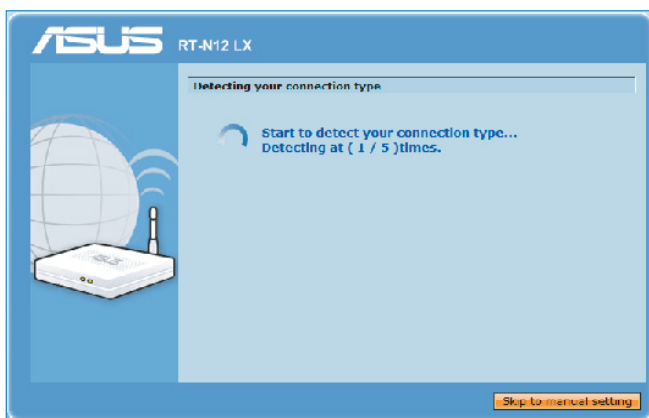 ASUS RT-N12 LX
Detecting your connection type
Start to detect your connection type...
Detecting at ( 1 / 5 )times.
ASUS
Skip to manual setting